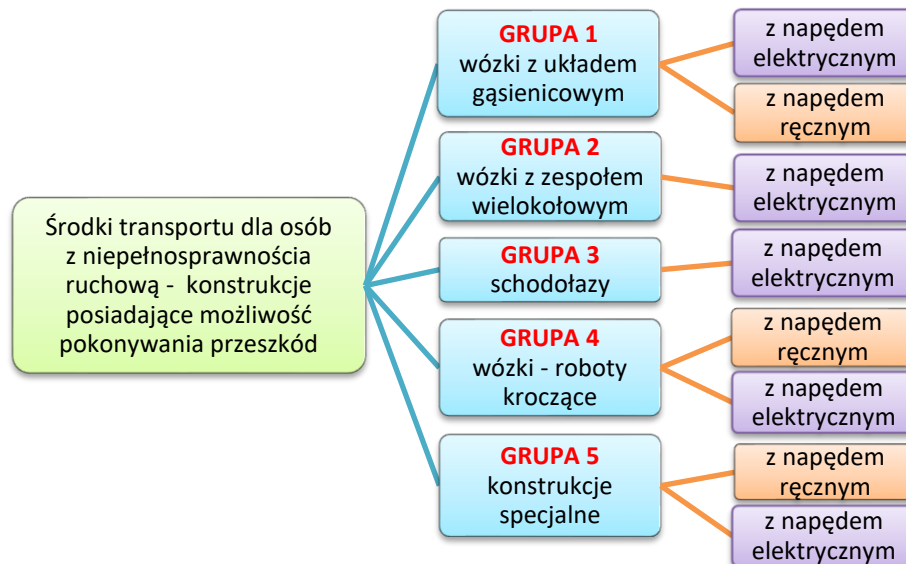 Środki transportu dla osób
z niepełnosprawnościa
ruchową - konstrukcje
posiadające możliwość
pokonywania przeszkód
GRUPA 1
wózki z układem
gąsienicowym
z napędem
elektrycznym
z napędem
ręcznym
GRUPA 2
wózki z zespołem
wielokołowym
z napędem
elektrycznym
GRUPA 3
schodołazy
z napędem
elektrycznym
GRUPA 4
wózki - roboty
kroczące
z napędem
ręcznym
z napędem
elektrycznym
GRUPA 5
konstrukcje
specjalne
z napędem
ręcznym
z napędem
elektrycznym